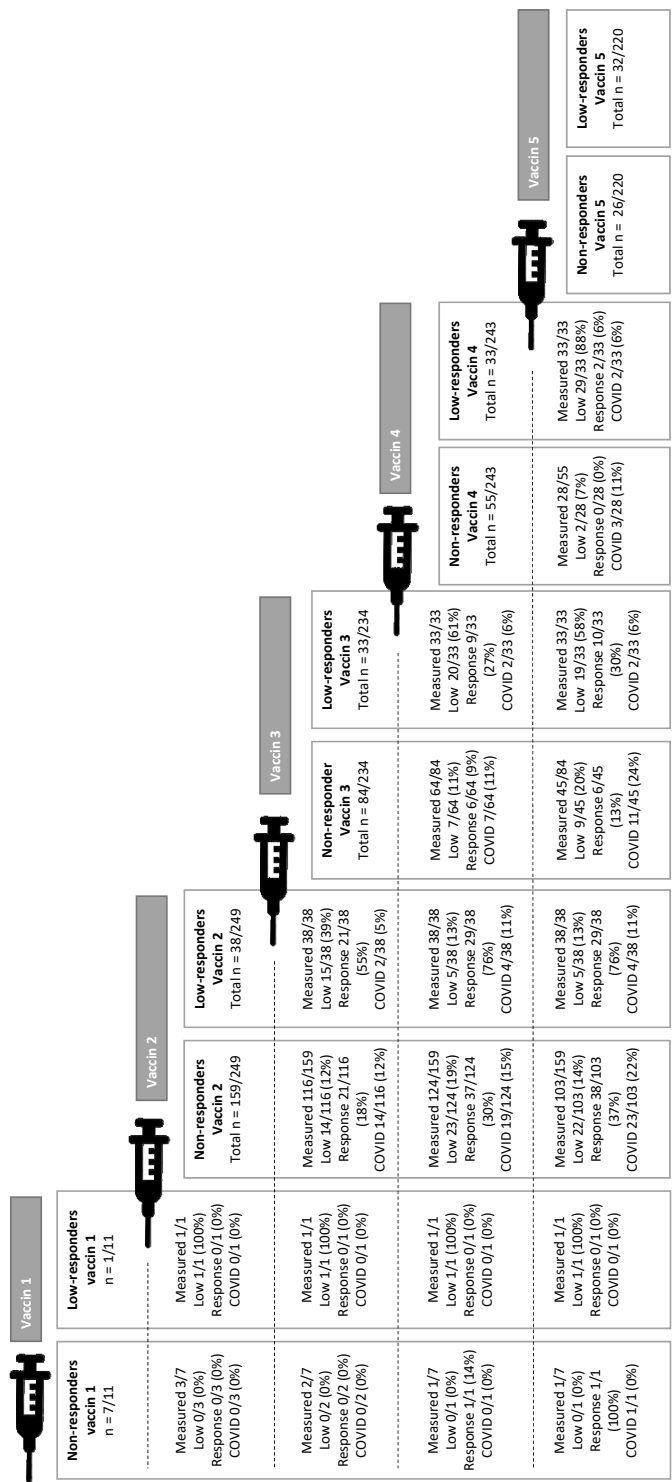 Vaccin 1
Non-responders
vaccin 1
n = 7/11
Low-responders
vaccin 1
n = 1/11
Vaccin 2
Measured 3/7
Low 0/3 (0%)
Response 0/3 (0%)
COVID 0/3 (0%)
Measured 1/1
Low 1/1 (100%)
Response 0/1 (0%)
COVID 0/1 (0%)
Non-responders
Vaccin 2
Total n = 159/249
Low-responders
Vaccin 2
Total n = 38/249
Vaccin 3
Measured 2/7
Low 0/2 (0%)
Response 0/2 (0%)
COVID 0/2 (0%)
Measured 1/1
Low 1/1 (100%)
Response 0/1 (0%)
COVID 0/1 (0%)
Measured 116/159
Low 14/116 (12%)
Response 21/116
(18%)
COVID 14/116 (12%)
Measured 38/38
Low 15/38 (39%)
Response 21/38
(55%)
COVID 2/38 (5%)
Non-responder
Vaccin 3
Total n = 84/234
Low-responders
Vaccin 3
Total n = 33/234
Vaccin 4
Measured 1/7
Low 0/1 (0%)
Response 1/1 (14%)
COVID 0/1 (0%)
Measured 1/1
Low 1/1 (100%)
Response 0/1 (0%)
COVID 0/1 (0%)
Measured 124/159
Low 23/124 (19%)
Response 37/124
(30%)
COVID 19/124 (15%)
Measured 38/38
Low 5/38 (13%)
Response 29/38
(76%)
COVID 4/38 (11%)
Measured 64/84
Low 7/64 (11%)
Response 6/64 (9%)
COVID 7/64 (11%)
Measured 33/33
Low 20/33 (61%)
Response 9/33
(27%)
COVID 2/33 (6%)
Non-responders
Vaccin 4
Total n = 55/243
Low-responders
Vaccin 4
Total n = 33/243
Vaccin 5
Measured 1/7
Low 0/1 (0%)
Response 1/1
(100%)
COVID 1/1 (0%)
Measured 1/1
Low 1/1 (100%)
Response 0/1 (0%)
COVID 0/1 (0%)
Measured 103/159
Low 22/103 (14%)
Response 38/103
(37%)
COVID 23/103 (22%)
Measured 38/38
Low 5/38 (13%)
Response 29/38
(76%)
COVID 4/38 (11%)
Measured 45/84
Low 9/45 (20%)
Response 6/45
(13%)
COVID 11/45 (24%)
Measured 33/33
Low 19/33 (58%)
Response 10/33
(30%)
COVID 2/33 (6%)
Measured 28/55
Low 2/28 (7%)
Response 0/28 (0%)
COVID 3/28 (11%)
Measured 33/33
Low 29/33 (88%)
Response 2/33 (6%)
COVID 2/33 (6%)
Non-responders
Vaccin 5
Total n = 26/220
Low-responders
Vaccin 5
Total n = 32/220